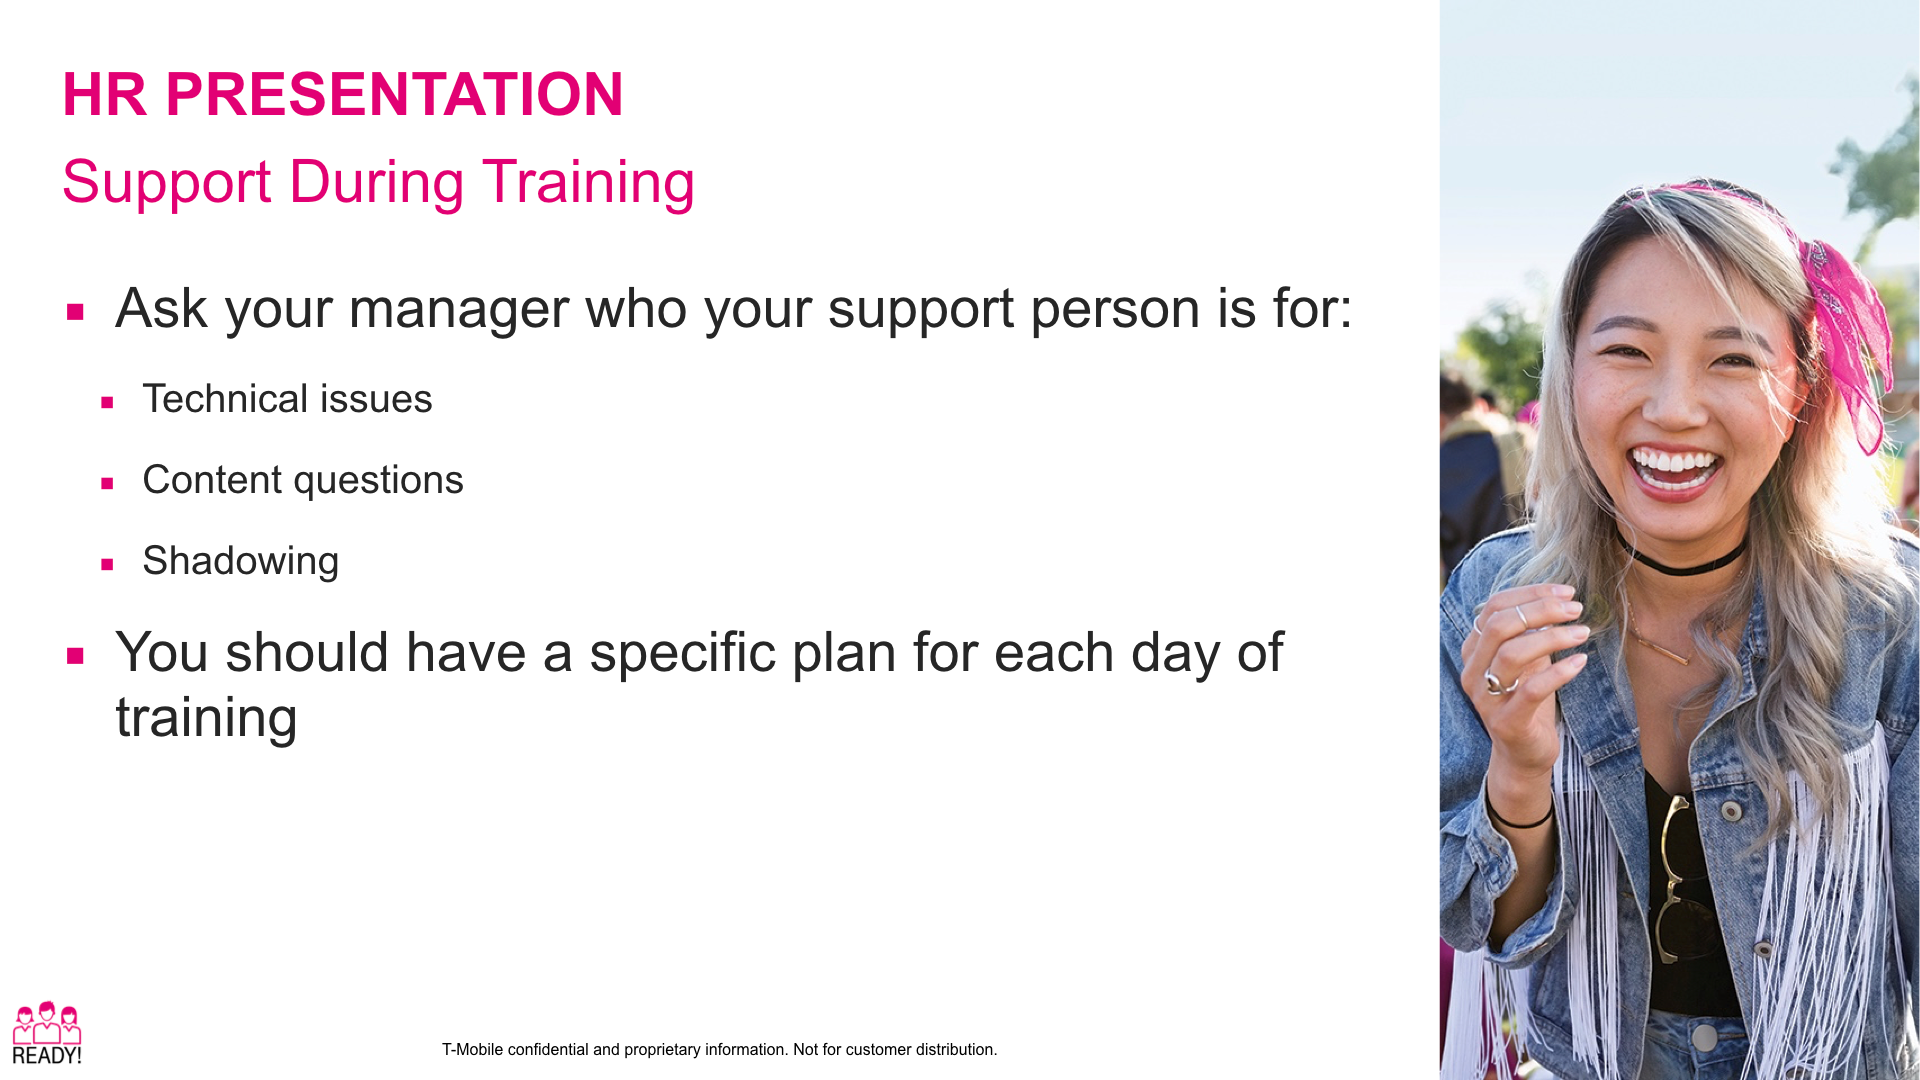 HR PRESENTATION
Support During Training
Ask your manager who your support person is for:
Technical issues
Content questions
Shadowing
You should have a specific plan for each day of
training
READY!
T-Mobile confidential and proprietary information. Not for customer distribution.